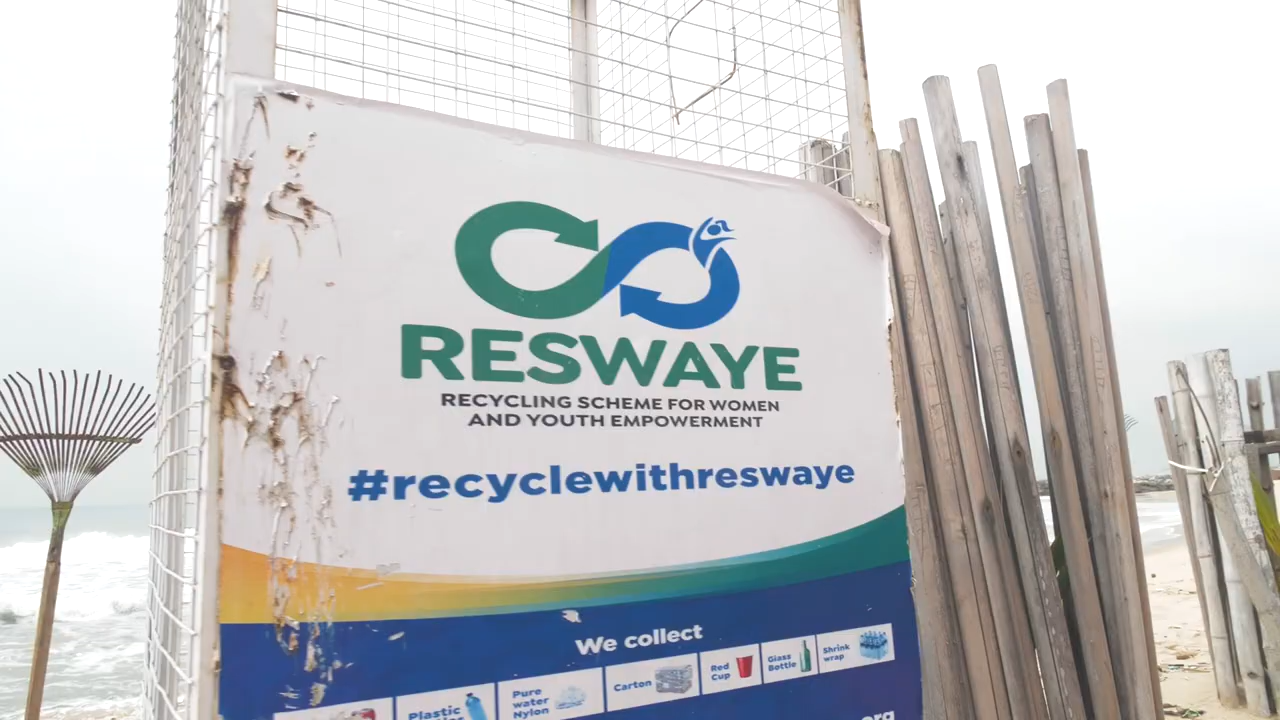 RESWAYE
RECYCLING SCHEME FOR WOMEN
AND YOUTH EMPOWERMENT
#recyclewithreswaye
We collect
Plastic
Pure
water
Nylon
Carton
Red
Cup
Glass
Bottle
Shrink
wrap